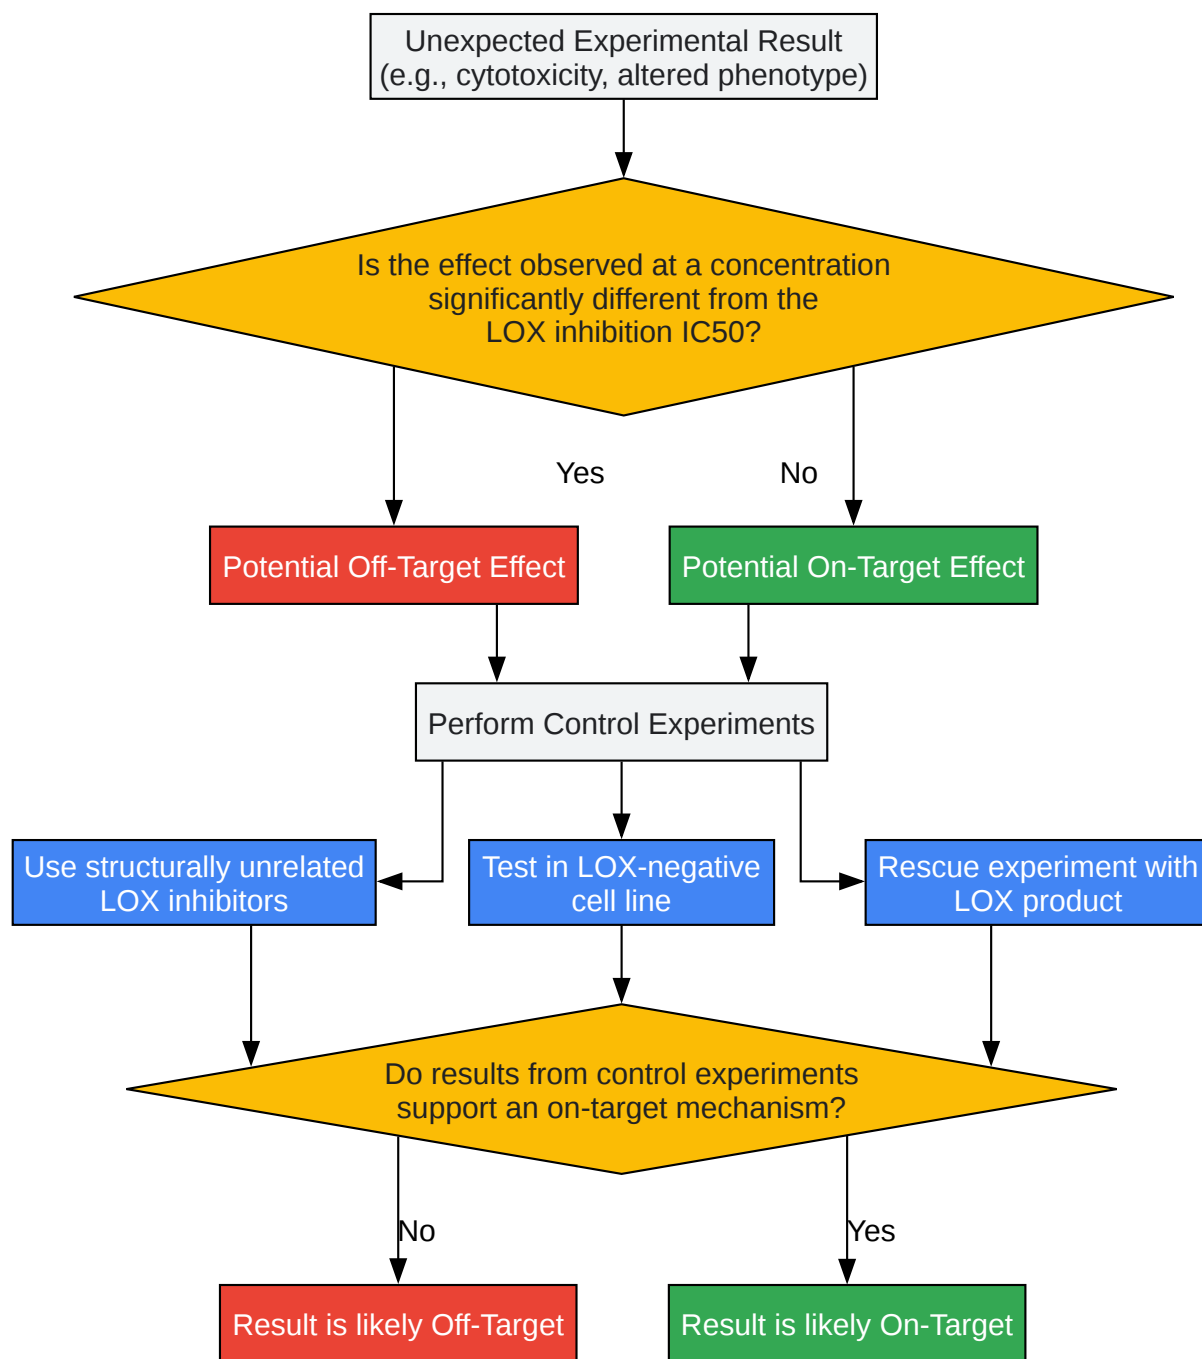 Unexpected Experimental Result
(e.g., cytotoxicity, altered phenotype)
Is the effect observed at a concentration
significantly different from the
LOX inhibition IC50?
Yes
No
Potential Off-Target Effect
Potential On-Target Effect
Perform Control Experiments
Use structurally unrelated
LOX inhibitors
Test in LOX-negative
cell line
Rescue experiment with
LOX product
Do results from control experiments
support an on-target mechanism?
No
Yes
Result is likely Off-Target
Result is likely On-Target